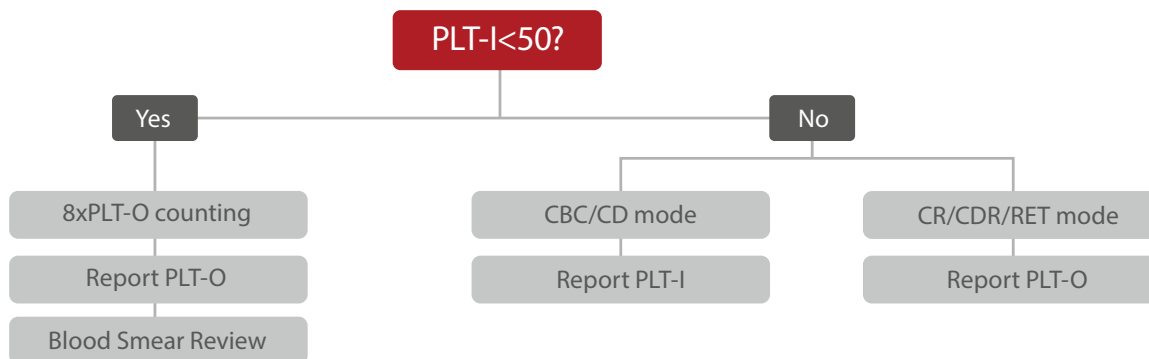 PLT-I<50?
Yes
No
8xPLT-O counting
CBC/CD mode
CR/CDR/RET mode
Report PLT-O
Report PLT-I
Report PLT-O
Blood Smear Review